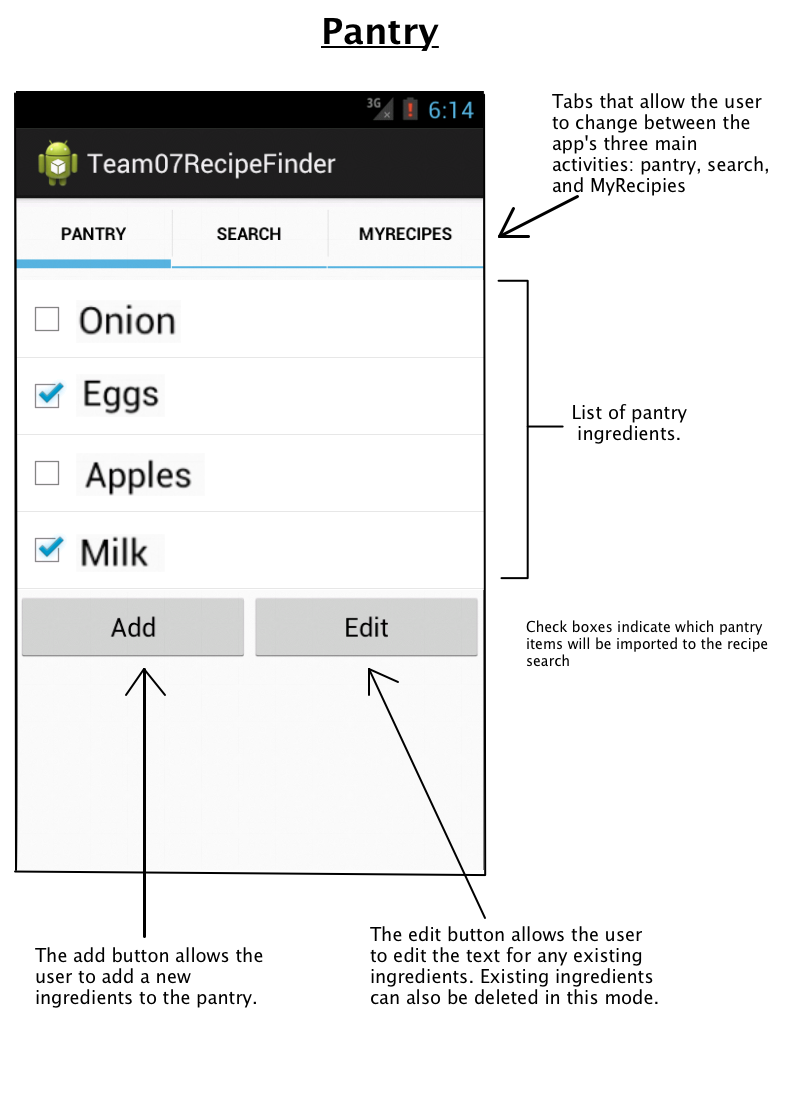 Pantry
3G 6:14
Team07RecipeFinder
PANTRY SEARCH MYRECIPES
Tabs that allow the user
to change between the
app's three main
activities: pantry, search,
and MyRecipies
Onion
Eggs
Apples
Milk
List of pantry
ingredients.
Add Edit
Check boxes indicate which pantry
items will be imported to the recipe
search
The add button allows the
user to add a new
ingredients to the pantry.
The edit button allows the user
to edit the text for any existing
ingredients. Existing ingredients
can also be deleted in this mode.